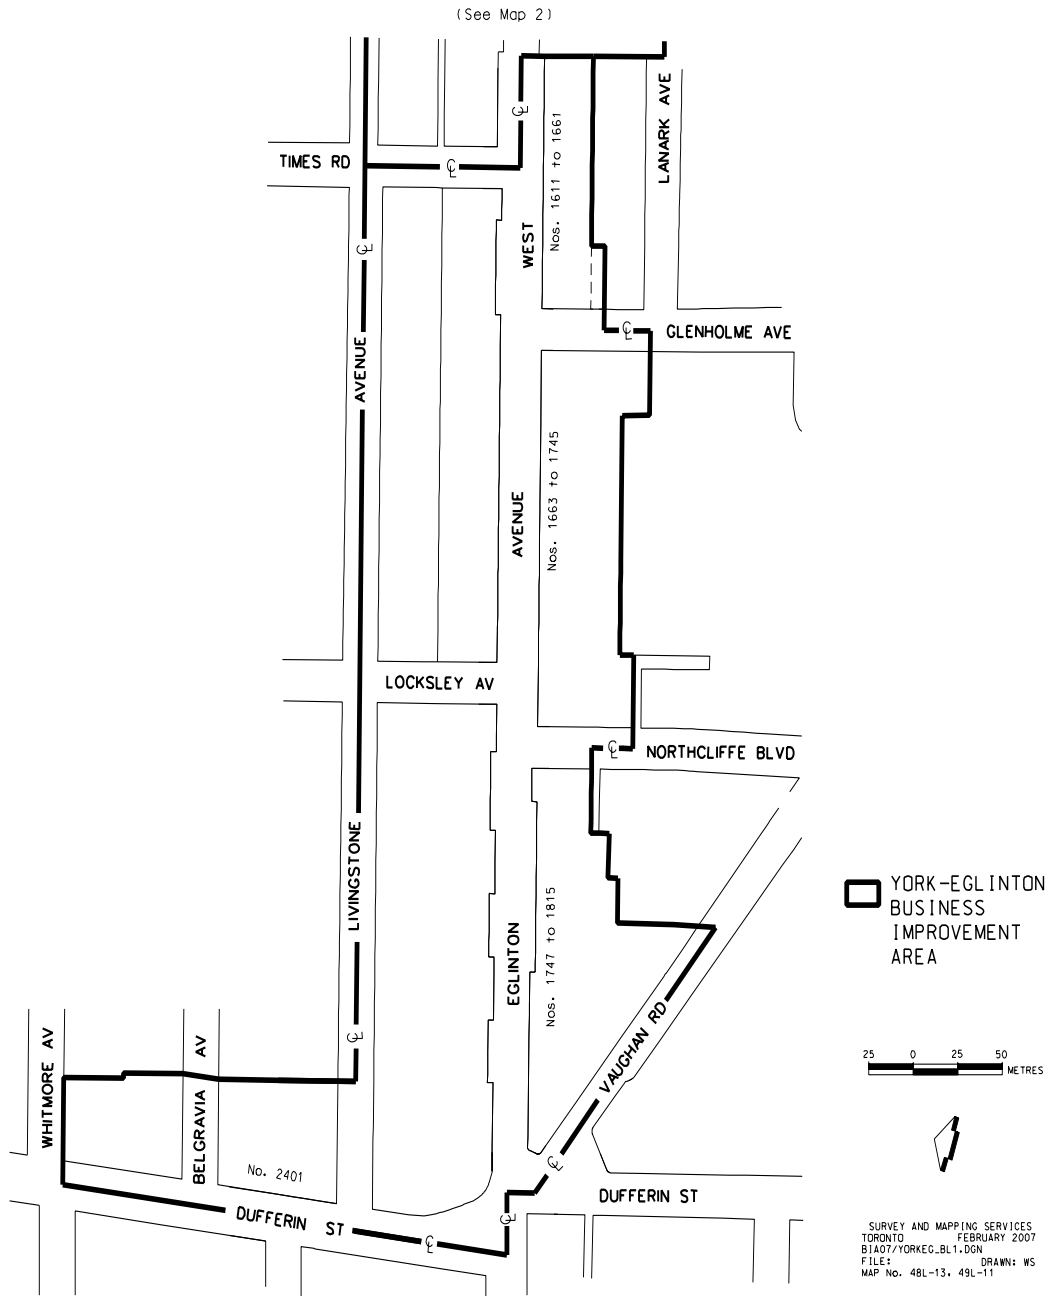 (See Map 2)
LANARK AVE
℄
Nos. 1611 to 1661
TIMES RD
℄
WEST
℄
℄
GLENHOLME AVE
AVENUE
Nos. 1663 to 1745
AVENUE
LOCKSLEY AV
℄
NORTHCLIFFE BLVD
LIVINGSTONE
Nos. 1747 to 1815
EGLINTON
YORK-EGLINTON
BUSINESS
IMPROVEMENT
AREA
VAUGHAN RD
℄
WHITMORE AV
BELGRAVIA AV
25 0 25 50
METRES
℄
No. 2401
DUFFERIN ST
DUFFERIN ST
℄
℄
SURVEY AND MAPPING SERVICES
TORONTO FEBRUARY 2007
BIA07/YORKEG_BL1.DGN
FILE: DRAWN: WS
MAP No. 48L-13, 49L-11